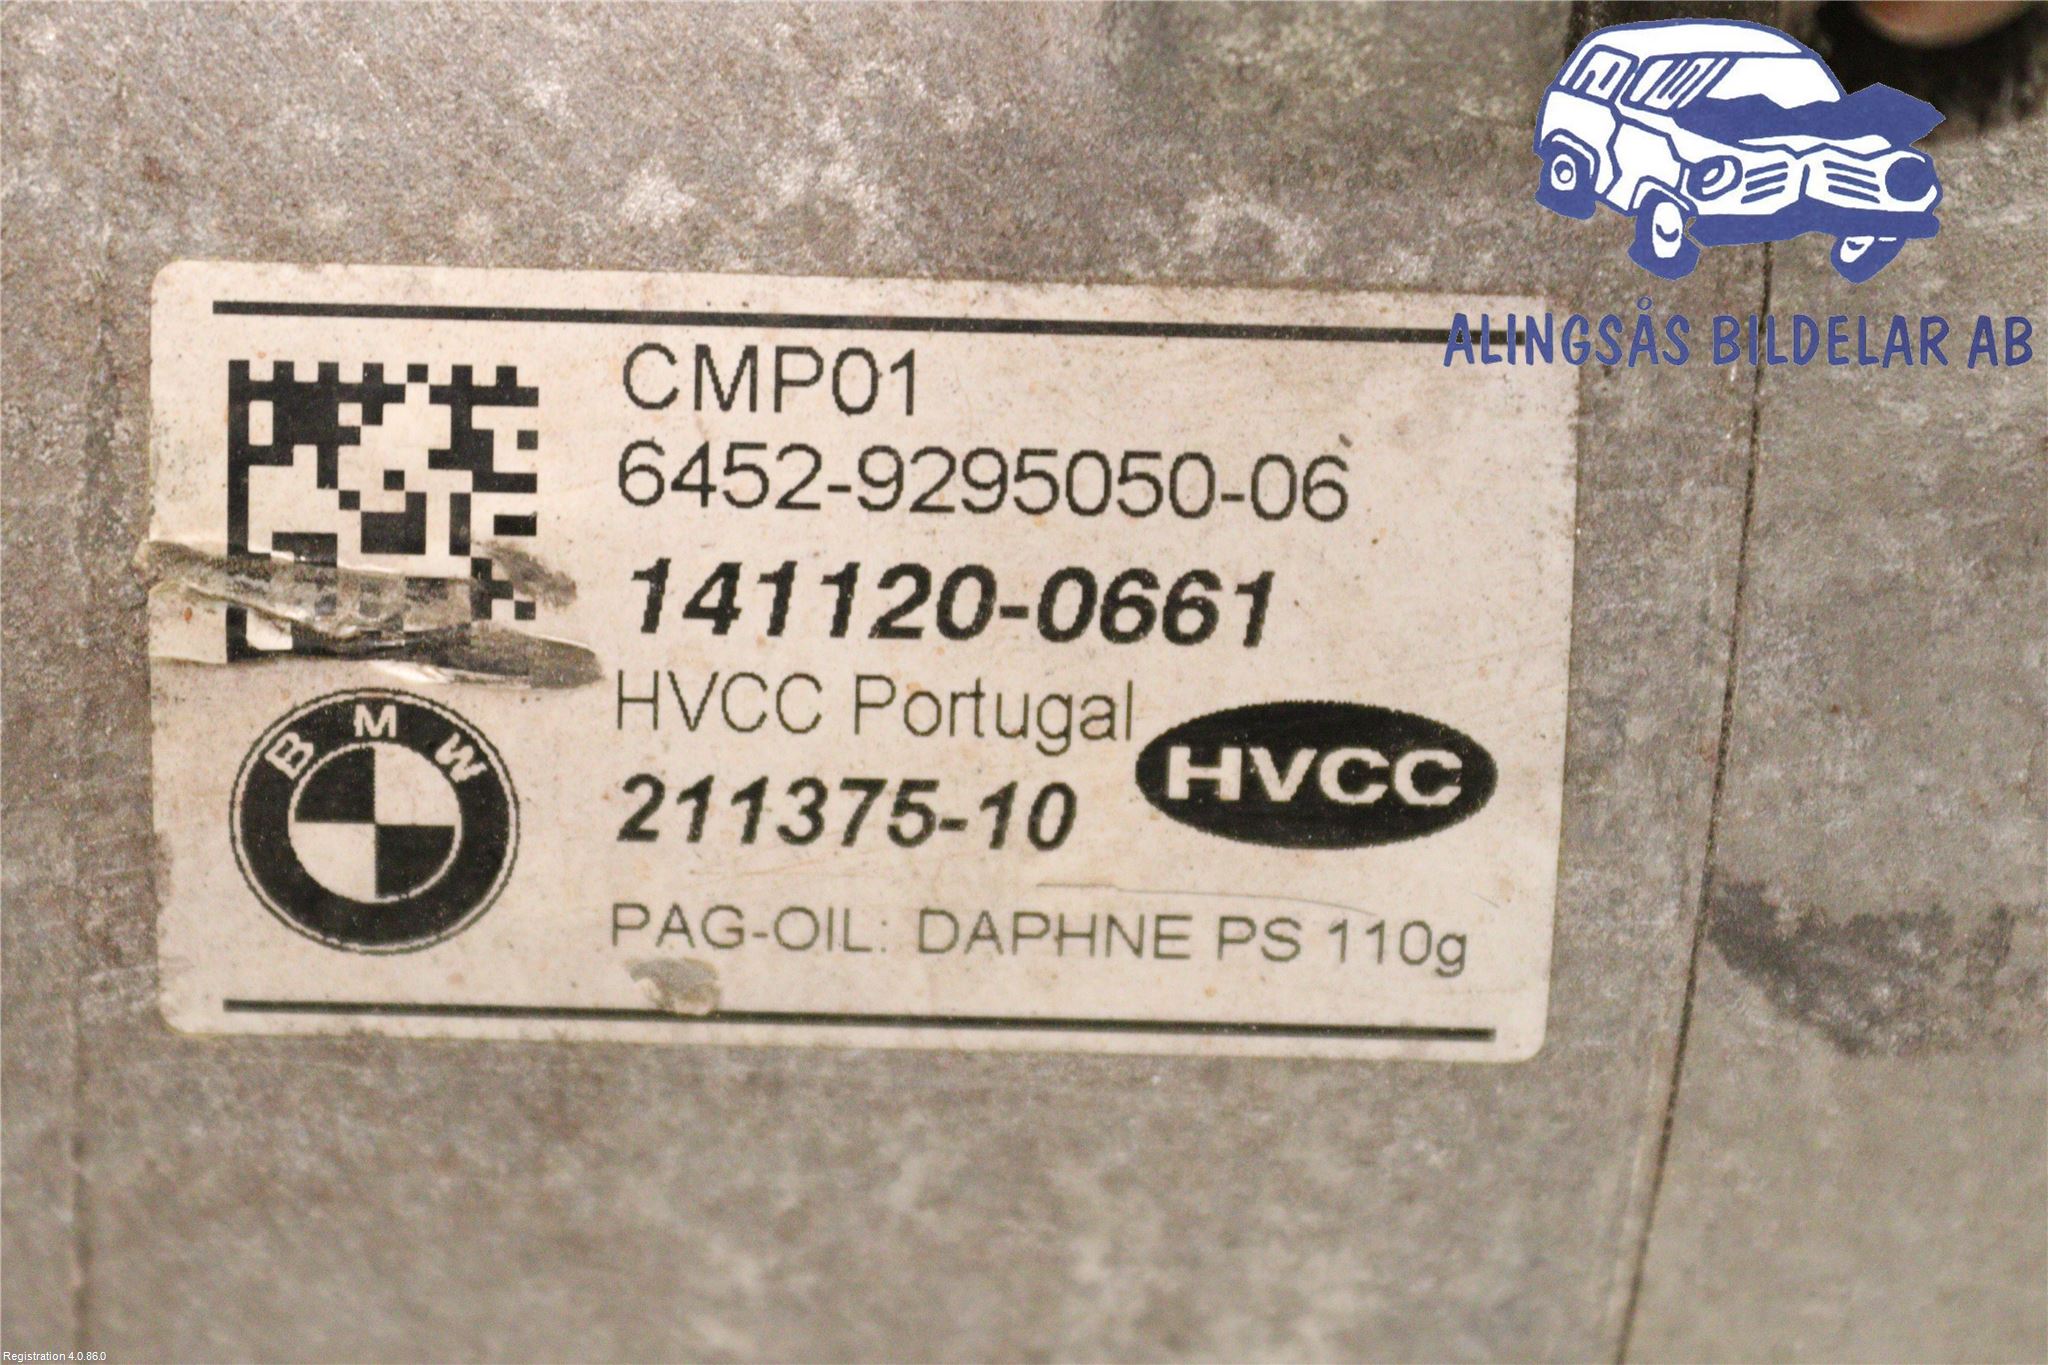 ALINGSÅS BILDELAR AB
CMP01
6452-9295050-06
141120-0661
HVCC Portugal
HVCC
211375-10
BMW
PAG-OIL: DAPHNE PS 110g
Registration 4.0.86.0